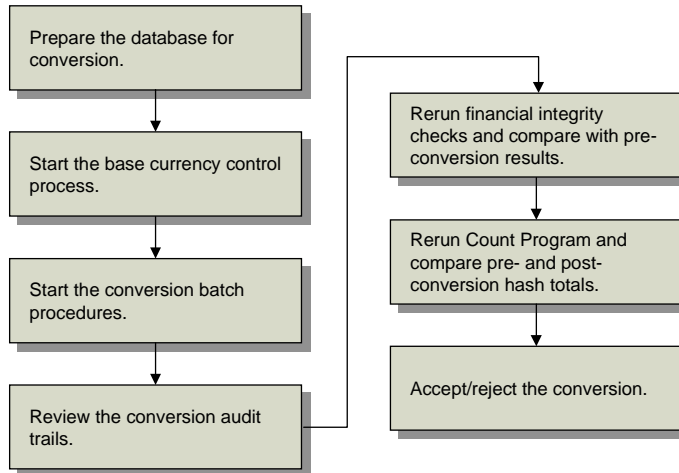 Prepare the database for
conversion.
Start the base currency control
process.
Start the conversion batch
procedures.
Review the conversion audit
trails.
Rerun financial integrity
checks and compare with pre-
conversion results.
Rerun Count Program and
compare pre- and post-
conversion hash totals.
Accept/reject the conversion.